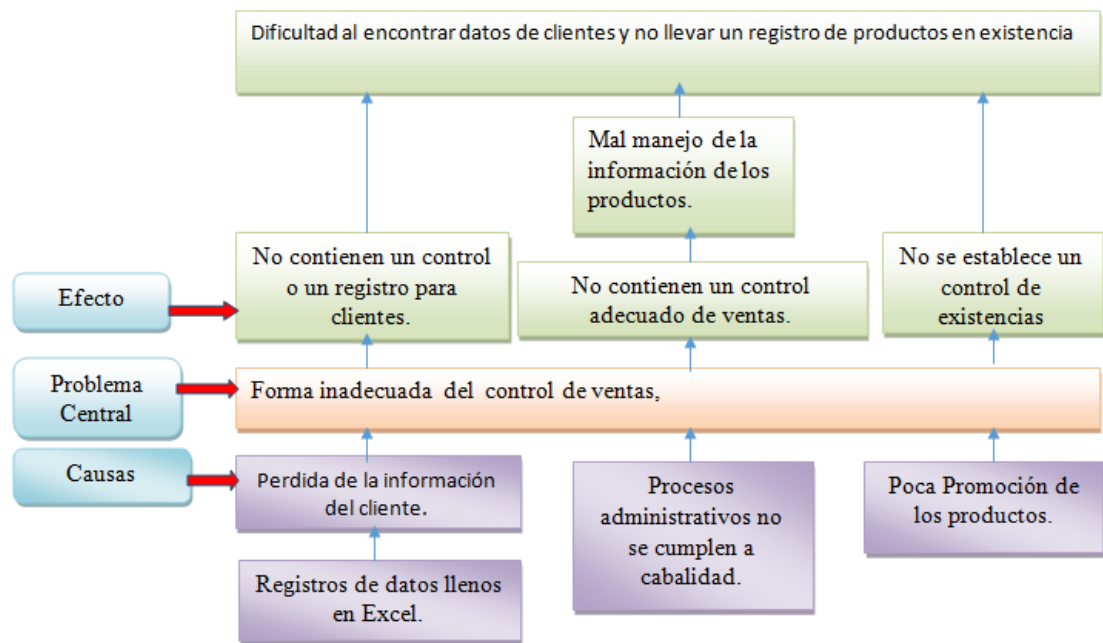 Dificultad al encontrar datos de clientes y no llevar un registro de productos en existencia
Mal manejo de la
información de los
productos.
No contienen un control
o un registro para
clientes.
No contienen un control
adecuado de ventas.
No se establece un
control de
existencias
Efecto
Problema
Central
Forma inadecuada del control de ventas,
Causas
Perdida de la información
del cliente.
Procesos
administrativos no
se cumplen a
cabalidad.
Poca Promoción de
los productos.
Registros de datos llenos
en Excel.